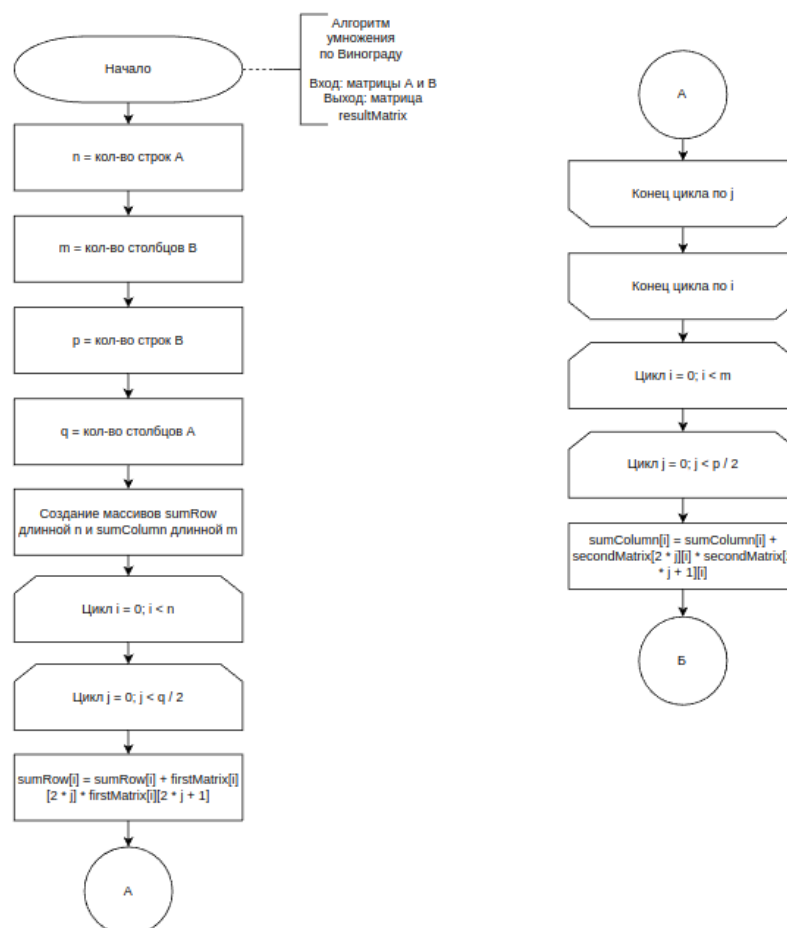 Начало
Алгоритм
умножения
по Винограду
Вход: матрицы А и В
Выход: матрица
resultMatrix
n = кол-во строк А
m = кол-во столбцов В
p = кол-во строк В
q = кол-во столбцов А
Создание массивов sumRow
длинной n и sumColumn длинной m
Цикл i = 0; i < n
Цикл j = 0; j < q / 2
sumRow[i] = sumRow[i] + firstMatrix[i]
[2 * j] * firstMatrix[i][2 * j + 1]
А
А
Конец цикла по j
Конец цикла по i
Цикл i = 0; i < m
Цикл j = 0; j < p / 2
sumColumn[i] = sumColumn[i] +
secondMatrix[2 * j][i] * secondMatrix[
* j + 1][i]
Б